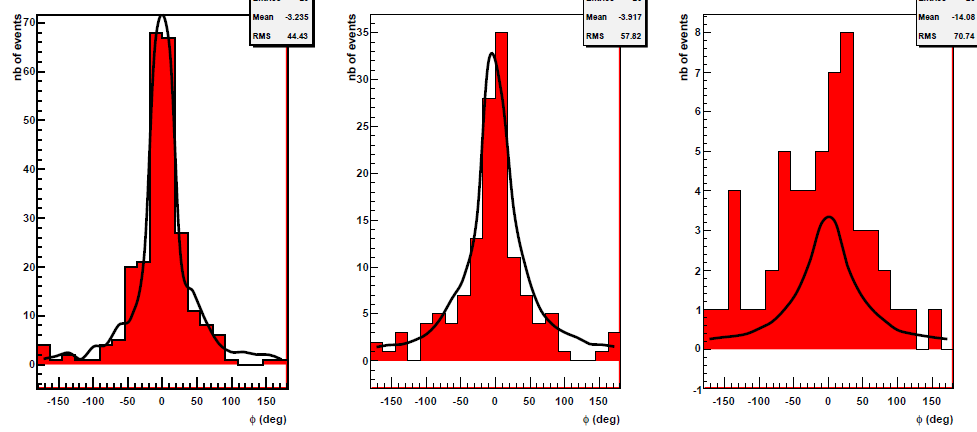 Mean -3.235
RMS 44.43
nb of events
70
60
50
40
30
20
10
0
-150 -100 -50 0 50 100 150
ϕ (deg)
Mean -3.917
RMS 57.82
nb of events
35
30
25
20
15
10
5
0
-150 -100 -50 0 50 100 150
ϕ (deg)
Mean -14.08
RMS 70.74
nb of events
8
7
6
5
4
3
2
1
0
-1
-150 -100 -50 0 50 100 150
ϕ (deg)